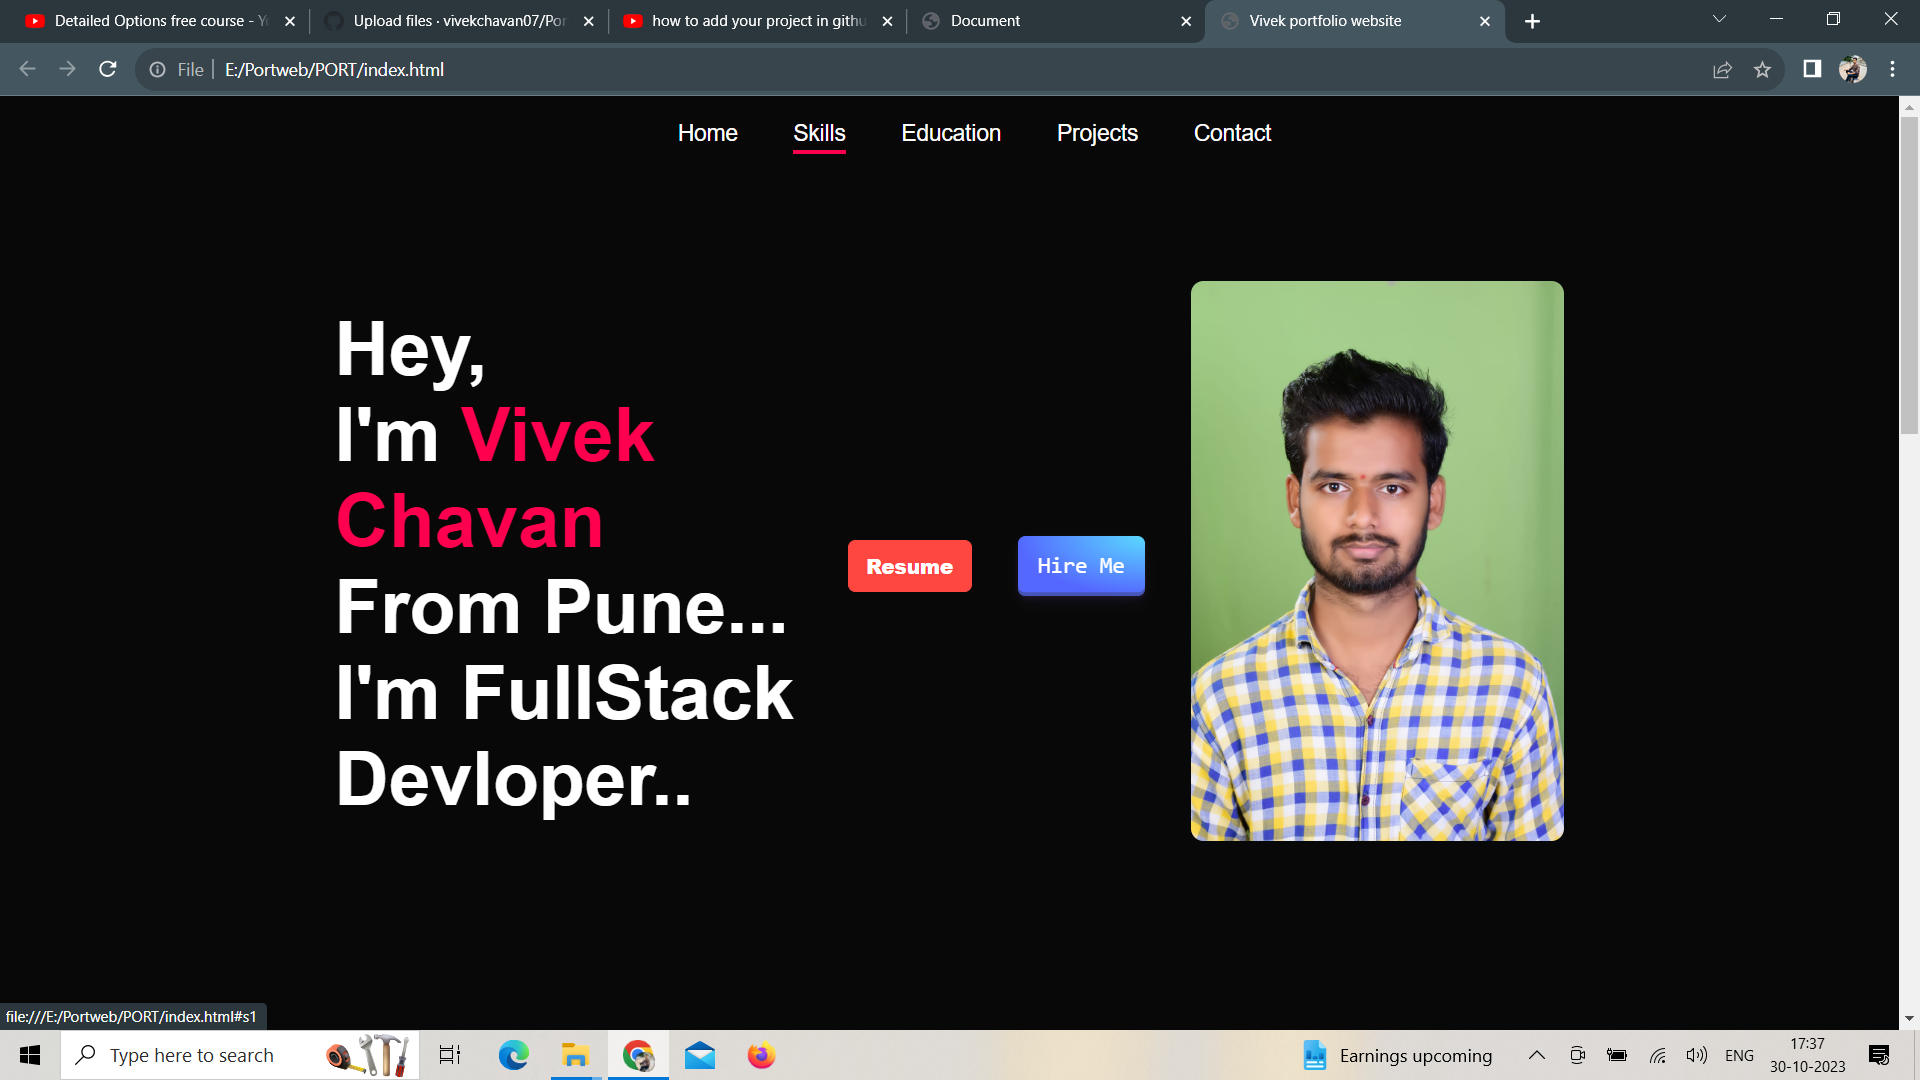 Detailed Options free course - Y
Upload files · vivekchavan07/Por
how to add your project in githu
Document
Vivek portfolio website
File
E:/Portweb/PORT/index.html
Home
Skills
Education
Projects
Contact
Hey,
I'm Vivek
Chavan
From Pune...
I'm FullStack
Devloper..
Resume
Hire Me
file:///E:/Portweb/PORT/index.html#s1
Type here to search
Earnings upcoming
ENG
17:37
30-10-2023